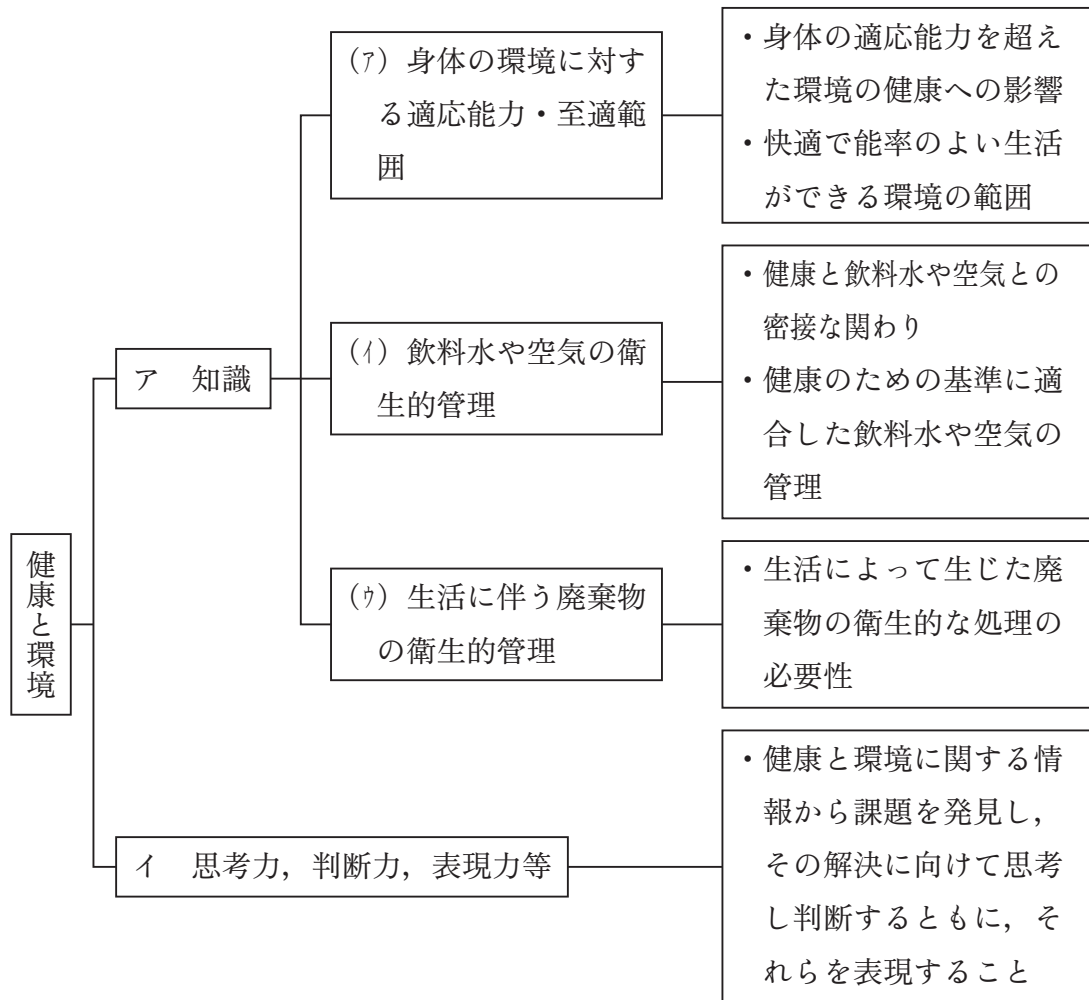 健康と環境
ア　知識
(ｱ) 身体の環境に対す
る適応能力・至適範
囲
・身体の適応能力を超え
た環境の健康への影響
・快適で能率のよい生活
ができる環境の範囲
(ｲ) 飲料水や空気の衛
生的管理
・健康と飲料水や空気との
密接な関わり
・健康のための基準に適
合した飲料水や空気の
管理
(ｳ) 生活に伴う廃棄物
の衛生的管理
・生活によって生じた廃
棄物の衛生的な処理の
必要性
イ　思考力，判断力，表現力等
・健康と環境に関する情
報から課題を発見し，
その解決に向けて思考
し判断するともに，そ
れらを表現すること